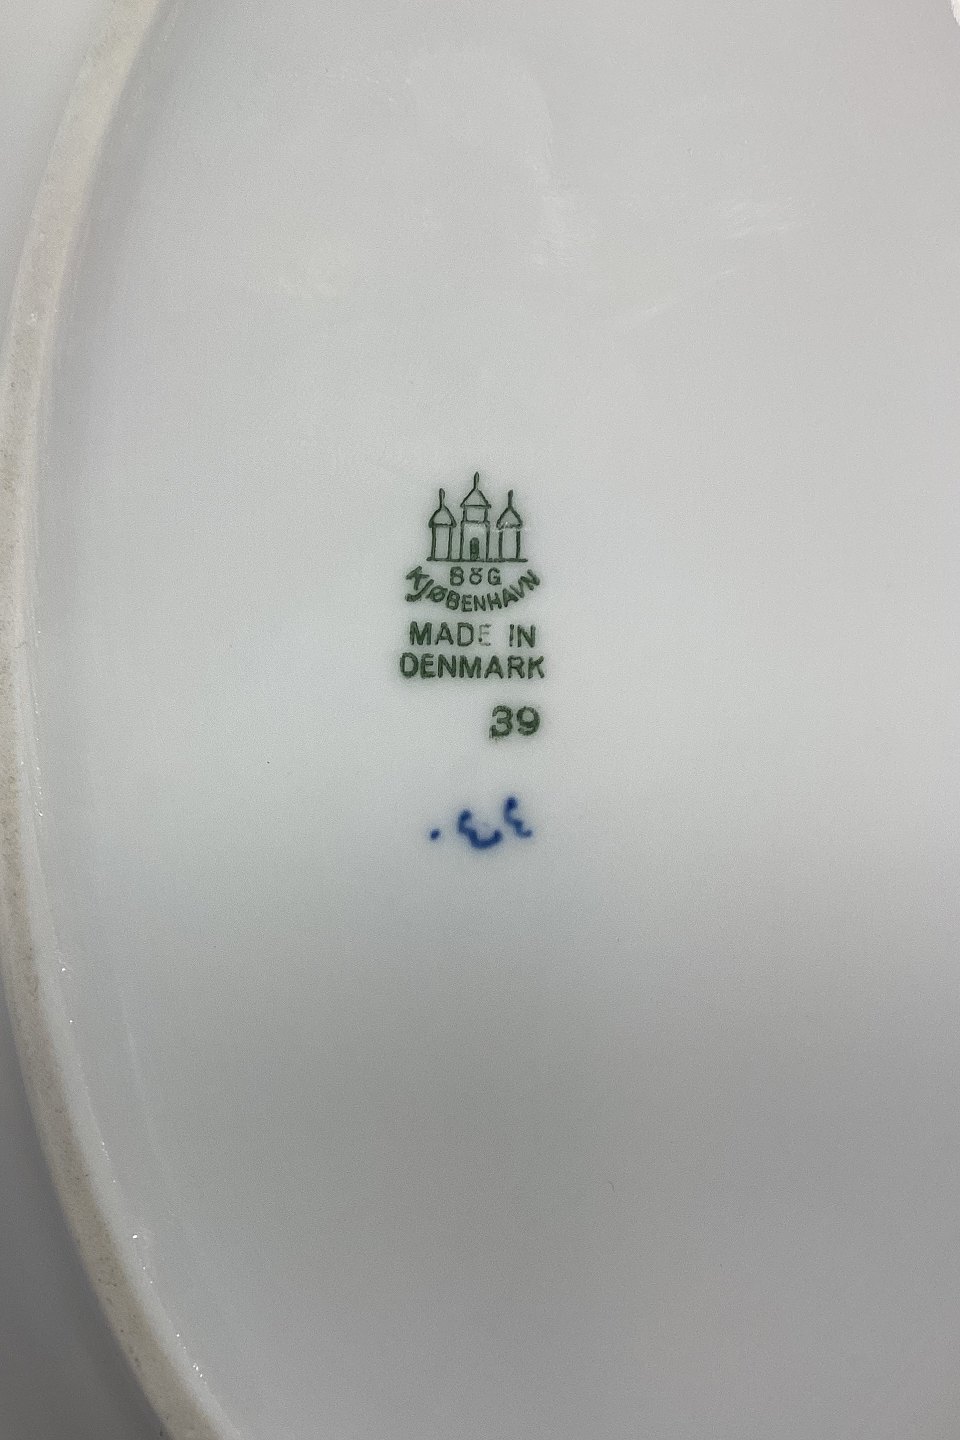 B&G
KJØBENHAVN
MADE IN
DENMARK
39